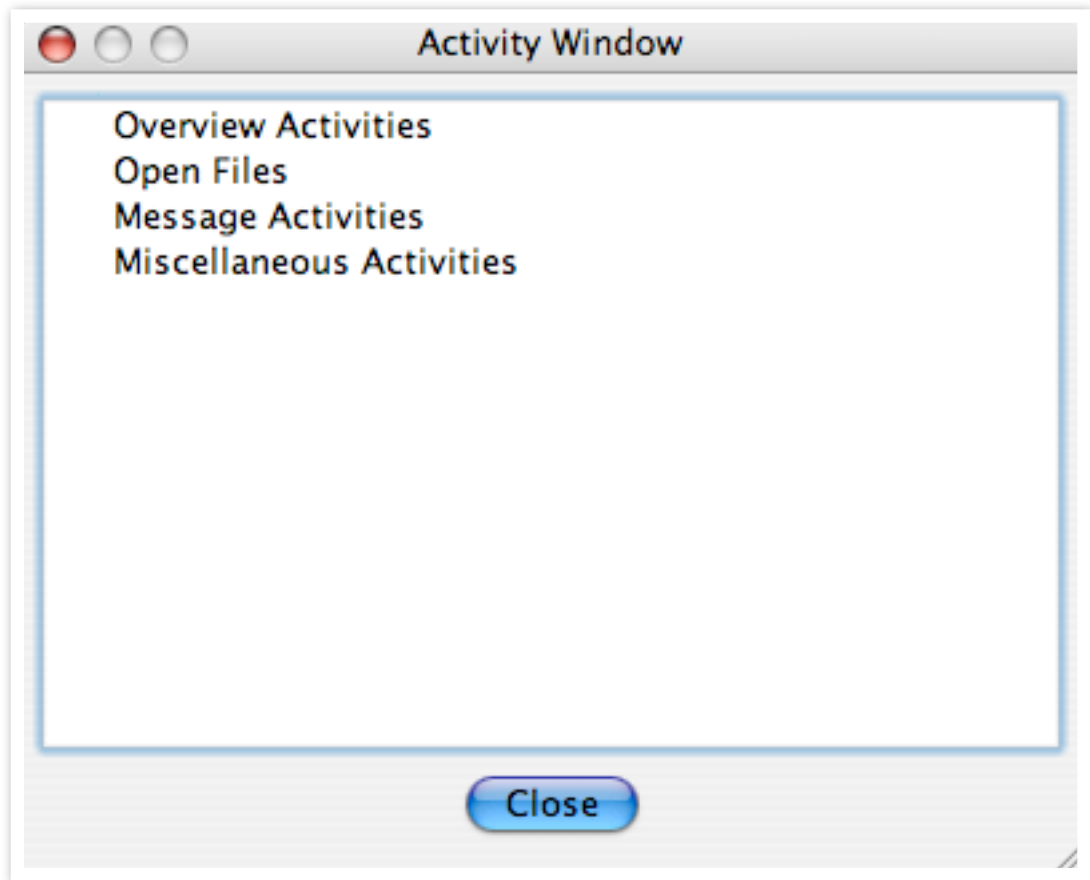 Activity Window
Overview Activities
Open Files
Message Activities
Miscellaneous Activities
Close